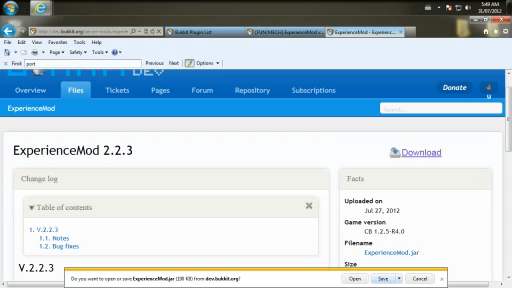 5:49 AM
31/07/2012
http://dev.bukkit.org/server-mods/experie
Bukkit Plugin List
[FUN/MECH] ExperienceMod v...
ExperienceMod - Experienc...
File Edit View Favorites Tools Help
Page Safety Tools
Find: port Previous Next Options
DEV
Overview Files Tickets Pages Forum Repository Subscriptions Donate
ExperienceMod
Search...
ExperienceMod 2.2.3
Download
Change log
Facts
Table of contents
1. V.2.2.3
1.1. Notes
1.2. Bug fixes
V.2.2.3
Uploaded on
Jul 27, 2012
Game version
CB 1.2.5-R4.0
Filename
ExperienceMod.jar
Size
Do you want to open or save ExperienceMod.jar (190 KB) from dev.bukkit.org?
Open Save Cancel